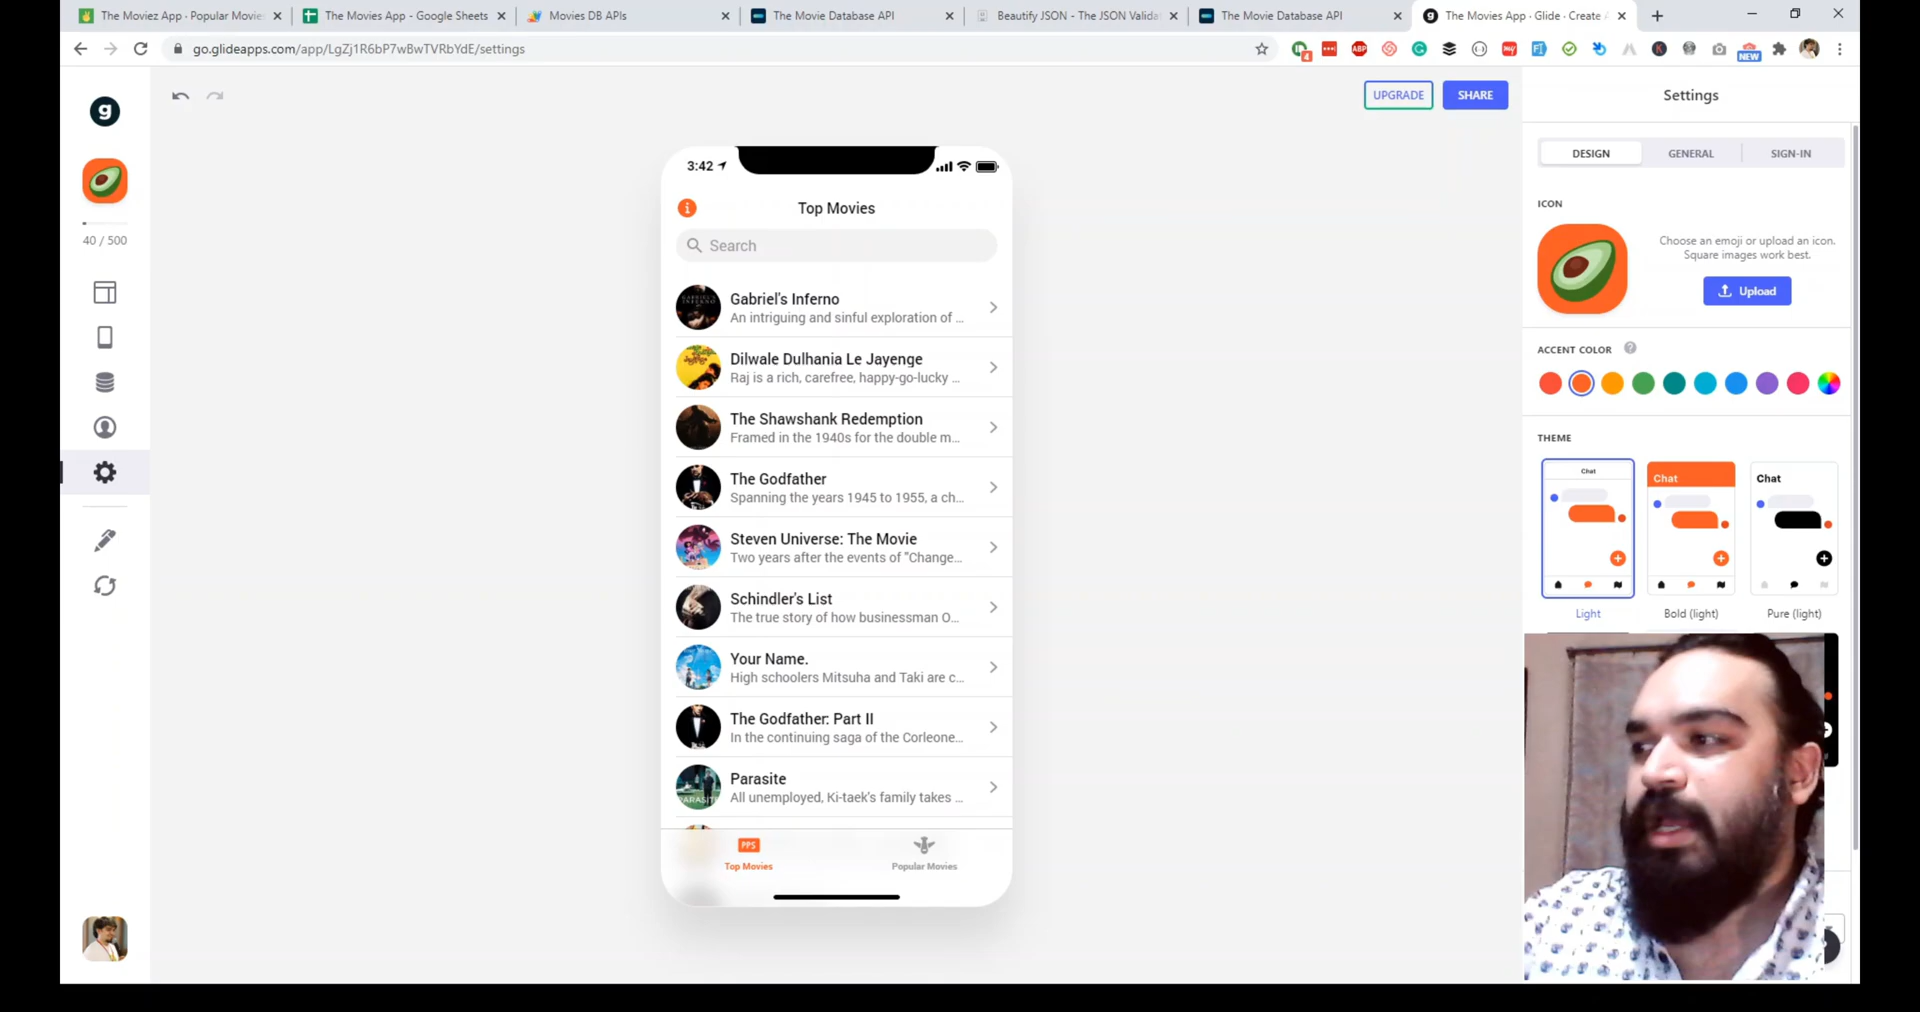 The Moviez App · Popular Movies
The Movies App - Google Sheets
Movies DB APIs
The Movie Database API
Beautify JSON - The JSON Valida
The Movie Database API
The Movies App · Glide · Create
go.glideapps.com/app/LgZj1R6bP7wBwTVRbYdE/settings
ABP
4
NEW
g
UPGRADE
SHARE
Settings
40 / 500
3:42
Top Movies
Search
Gabriel's Inferno
An intriguing and sinful exploration of ...
Dilwale Dulhania Le Jayenge
Raj is a rich, carefree, happy-go-lucky ...
The Shawshank Redemption
Framed in the 1940s for the double m...
The Godfather
Spanning the years 1945 to 1955, a ch...
Steven Universe: The Movie
Two years after the events of "Change...
Schindler's List
The true story of how businessman O...
Your Name.
High schoolers Mitsuha and Taki are c...
The Godfather: Part II
In the continuing saga of the Corleone...
Parasite
All unemployed, Ki-taek's family takes ...
PPS
Top Movies
Popular Movies
DESIGN
GENERAL
SIGN-IN
ICON
Choose an emoji or upload an icon.
Square images work best.
Upload
ACCENT COLOR
THEME
Chat
Chat
Chat
Light
Bold (light)
Pure (light)